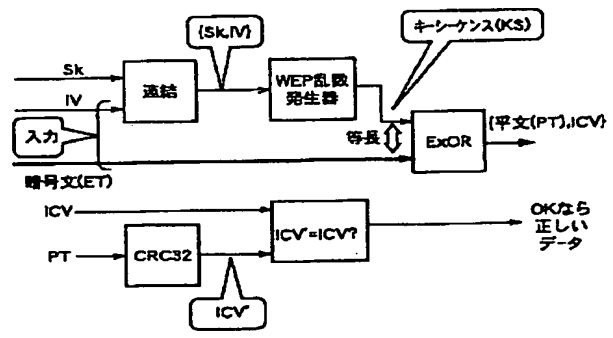 {Sk,IV}
キーシーケンス(KS)
Sk
IV
連結
WEP乱数
発生器
入力
等長
ExOR
{平文(PT),ICV}
暗号文(ET)
ICV
PT
CRC32
ICV'=ICV?
OKなら
正しい
データ
ICV'